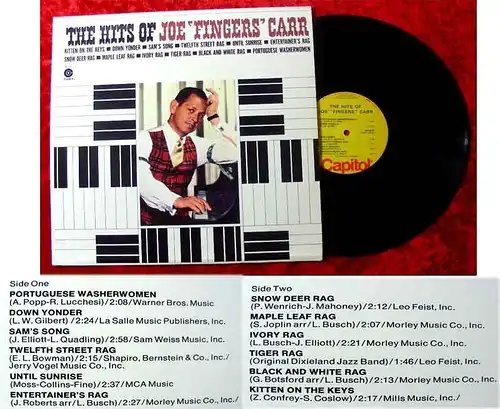 THE HITS OF JOE "FINGERS" CARR
KITTEN ON THE KEYS ■ DOWN YONDER ■ SAM'S SONG ■ TWELFTH STREET RAG ■ UNTIL SUNRISE ■ ENTERTAINER'S RAG
SNOW DEER RAG ■ MAPLE LEAF RAG ■ IVORY RAG ■ TIGER RAG ■ BLACK AND WHITE RAG ■ PORTUGUESE WASHERWOMEN
THE HITS OF
JOE "FINGERS" CARR
Capitol
Side One
PORTUGUESE WASHERWOMEN
(A. Popp-R. Lucchesi)/2:08/Warner Bros. Music
DOWN YONDER
(L. W. Gilbert)/2:24/La Salle Music Publishers, Inc.
SAM'S SONG
(J. Elliott-L. Quadling)/2:58/Sam Weiss Music, Inc.
TWELFTH STREET RAG
(E. L. Bowman)/2:15/Shapiro, Bernstein & Co., Inc./
Jerry Vogel Music Co., Inc.
UNTIL SUNRISE
(Moss-Collins-Fine)/2:37/MCA Music
ENTERTAINER'S RAG
(J. Roberts arr/L. Busch)/2:27/Morley Music Co., Inc./
Side Two
SNOW DEER RAG
(P. Wenrich-J. Mahoney)/2:12/Leo Feist, Inc.
MAPLE LEAF RAG
(S. Joplin arr/L. Busch)/2:07/Morley Music Co., Inc./
IVORY RAG
(L. Busch-J. Elliott)/2:21/Morley Music Co., Inc.
TIGER RAG
(Original Dixieland Jazz Band)/1:46/Leo Feist, Inc.
BLACK AND WHITE RAG
(G. Botsford arr/L. Busch)/2:13/Morley Music Co., Inc./
KITTEN ON THE KEYS
(Z. Confrey-S. Coslow)/2:17/Mills Music, Inc./